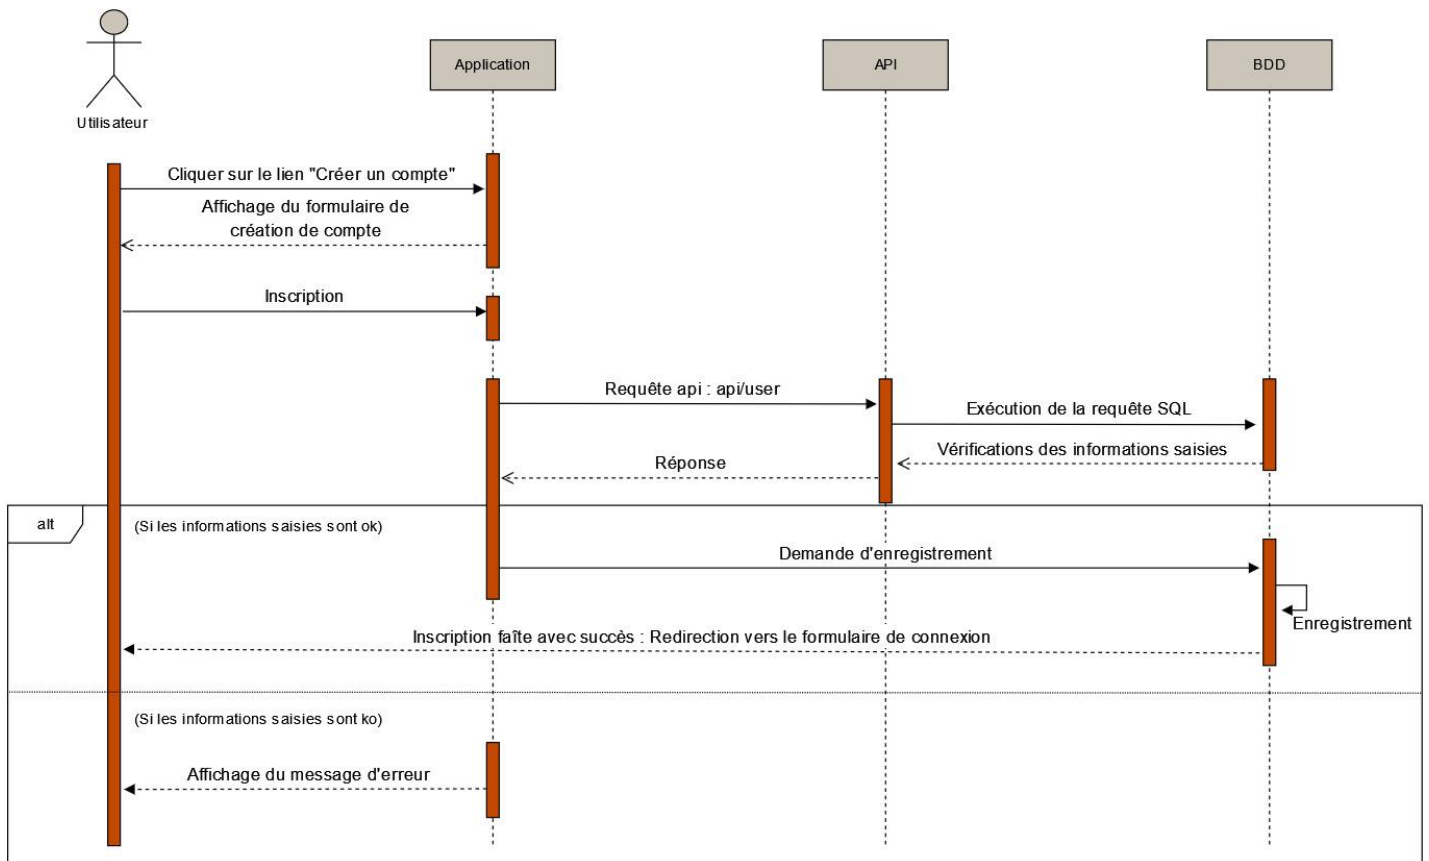 Utilisateur
Application
API
BDD
Cliquer sur le lien "Créer un compte"
Affichage du formulaire de
création de compte
Inscription
Requête api : api/user
Exécution de la requête SQL
Vérifications des informations saisies
Réponse
alt
(Si les informations saisies sont ok)
Demande d'enregistrement
Enregistrement
Inscription faîte avec succès : Redirection vers le formulaire de connexion
(Si les informations saisies sont ko)
Affichage du message d'erreur